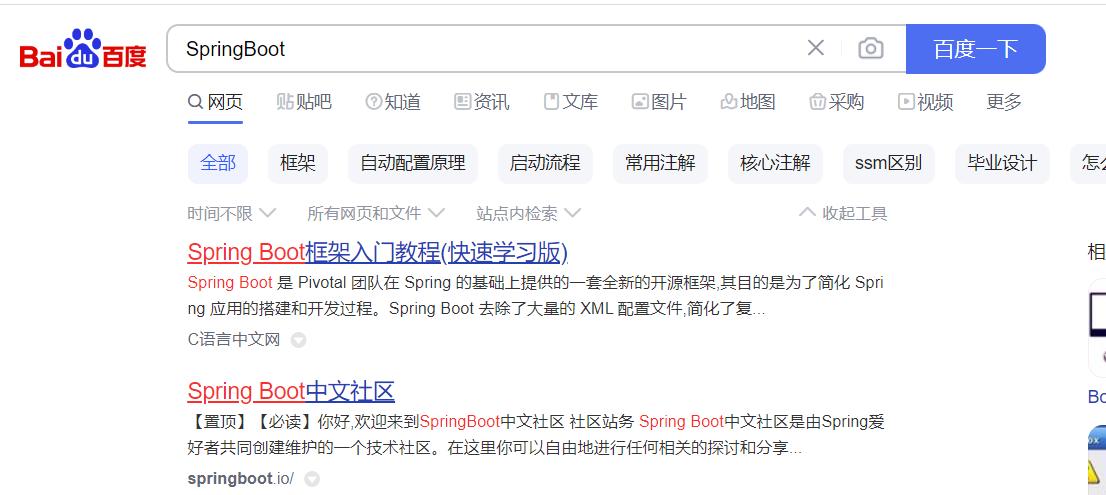 Bai du 百度 SpringBoot 百度一下
网页 贴吧 知道 资讯 文库 图片 地图 采购 视频 更多
全部 框架 自动配置原理 启动流程 常用注解 核心注解 ssm区别 毕业设计
时间不限 所有网页和文件 站点内检索 收起工具
Spring Boot框架入门教程(快速学习版)
相
Spring Boot 是 Pivotal 团队在 Spring 的基础上提供的一套全新的开源框架,其目的是为了简化 Spri
ng 应用的搭建和开发过程。Spring Boot 去除了大量的 XML 配置文件,简化了复...
C语言中文网
Spring Boot中文社区
Bo
【置顶】【必读】你好,欢迎来到SpringBoot中文社区 社区站务 Spring Boot中文社区是由Spring爱
好者共同创建维护的一个技术社区。在这里你可以自由地进行任何相关的探讨和分享...
springboot.io/